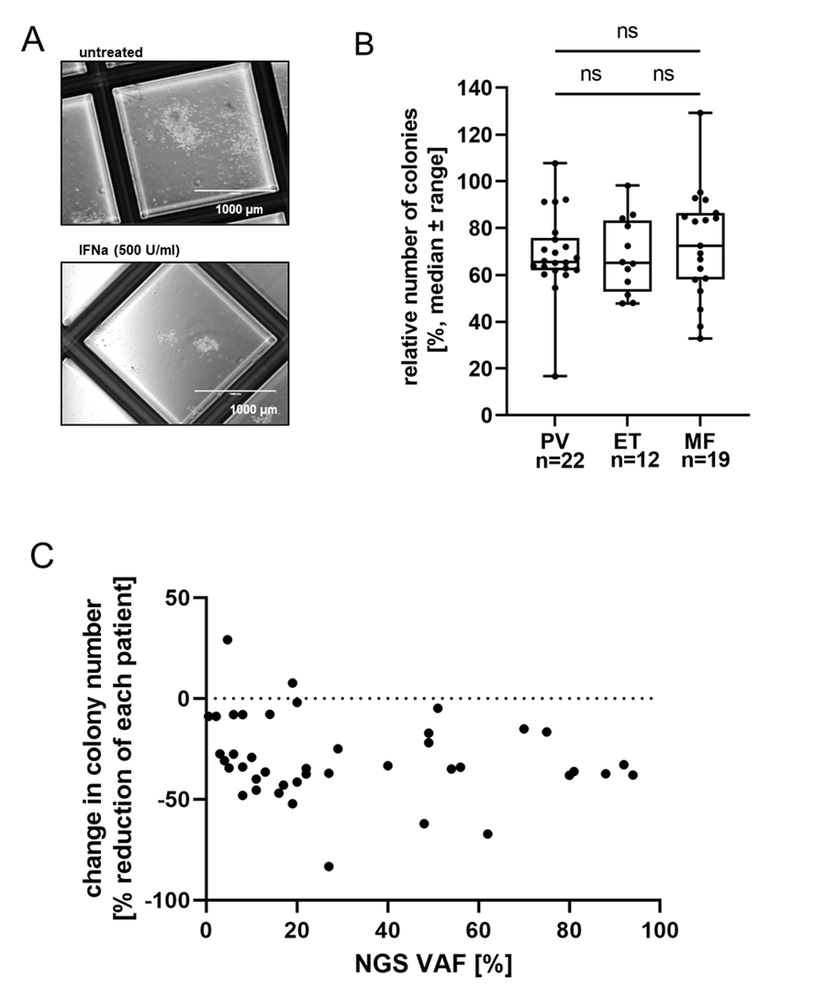 A
untreated
1000 µm
IFNa (500 U/ml)
1000 µm
B
ns
ns ns
relative number of colonies
[%, median ± range]
140
120
100
80
60
40
20
0
PV ET MF
n=22 n=12 n=19
C
change in colony number
[% reduction of each patient]
50
0
-50
-100
0 20 40 60 80 100
NGS VAF [%]